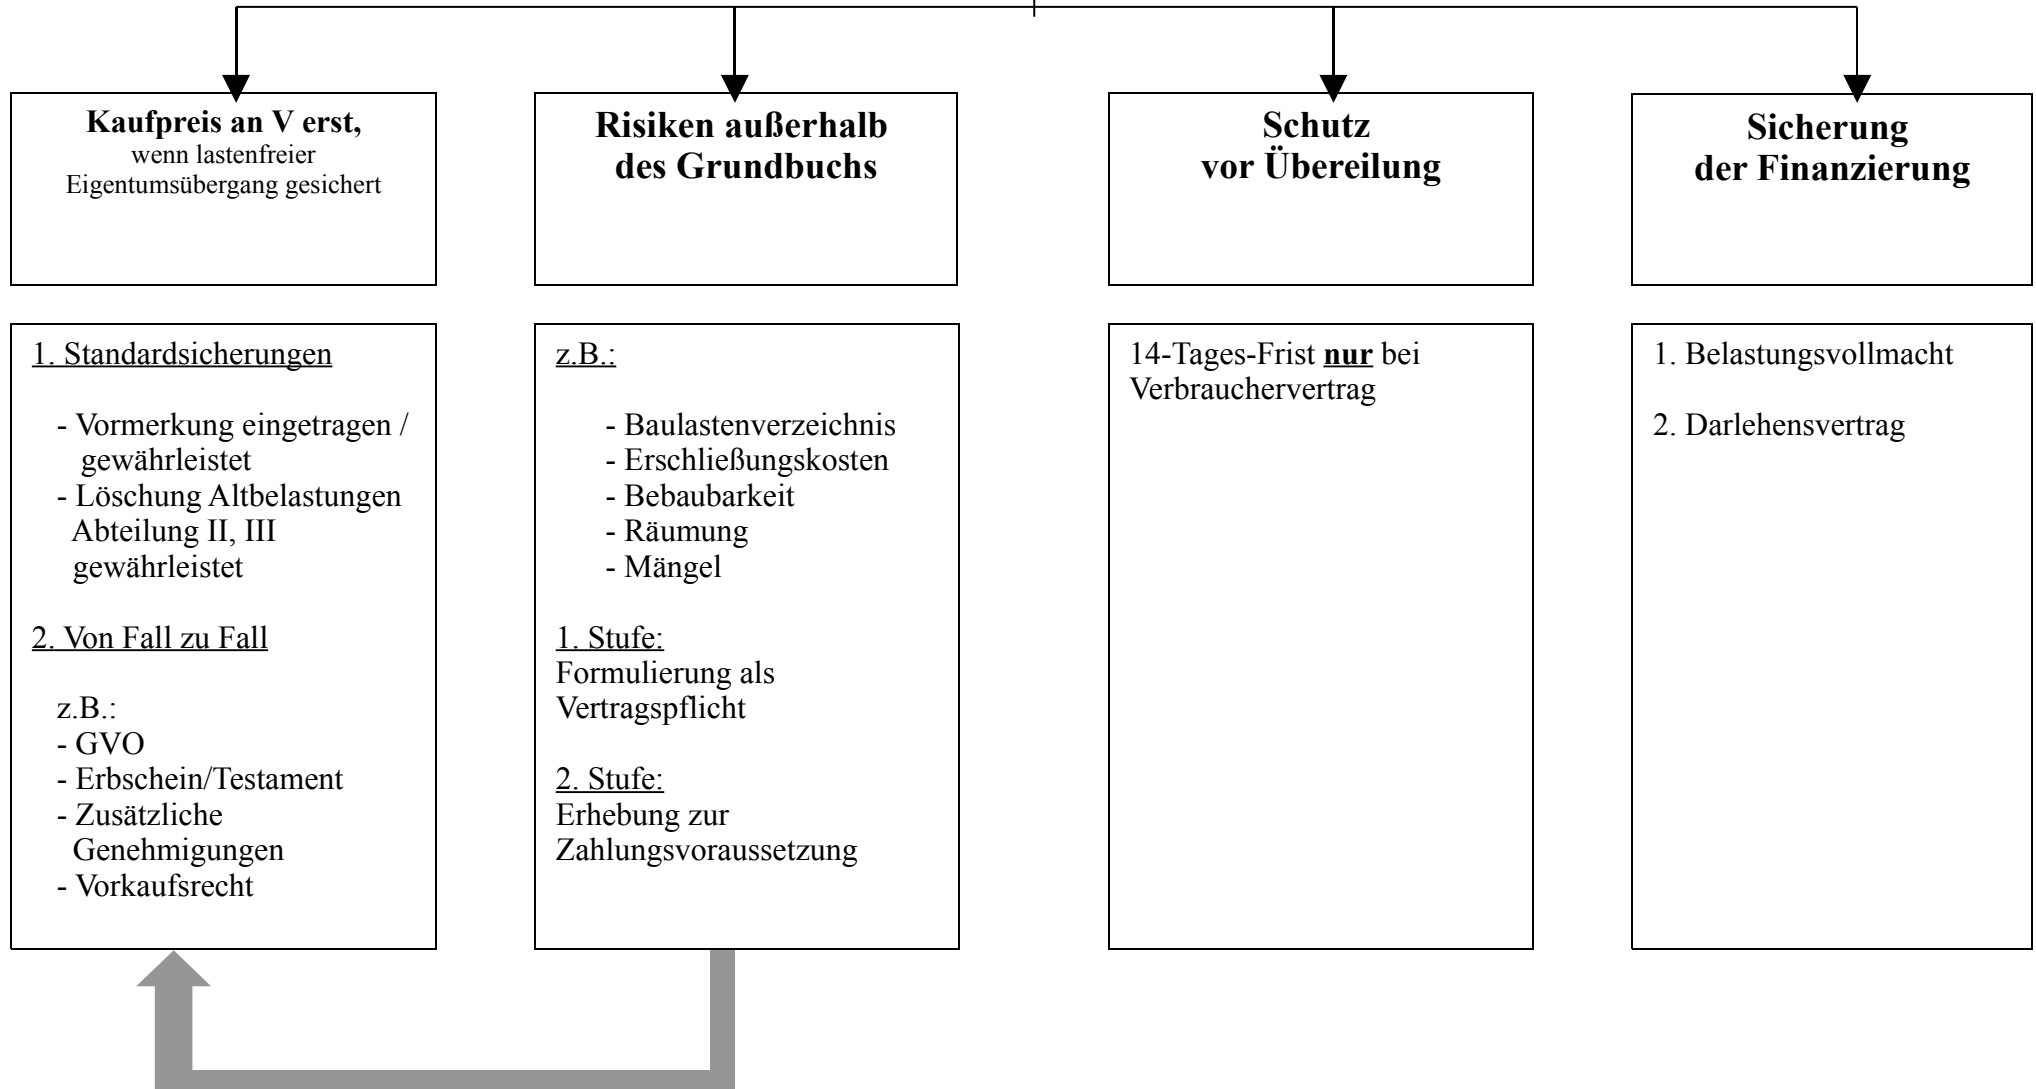 Kaufpreis an V erst,
wenn lastenfreier
Eigentumsübergang gesichert
Risiken außerhalb
des Grundbuchs
Schutz
vor Übereilung
Sicherung
der Finanzierung
1. Standardsicherungen
- Vormerkung eingetragen /
gewährleistet
- Löschung Altbelastungen
Abteilung II, III
gewährleistet
2. Von Fall zu Fall
z.B.:
- GVO
- Erbschein/Testament
- Zusätzliche
Genehmigungen
- Vorkaufsrecht
z.B.:
- Baulastenverzeichnis
- Erschließungskosten
- Bebaubarkeit
- Räumung
- Mängel
1. Stufe:
Formulierung als
Vertragspflicht
2. Stufe:
Erhebung zur
Zahlungsvoraussetzung
14-Tages-Frist nur bei
Verbrauchervertrag
1. Belastungsvollmacht
2. Darlehensvertrag